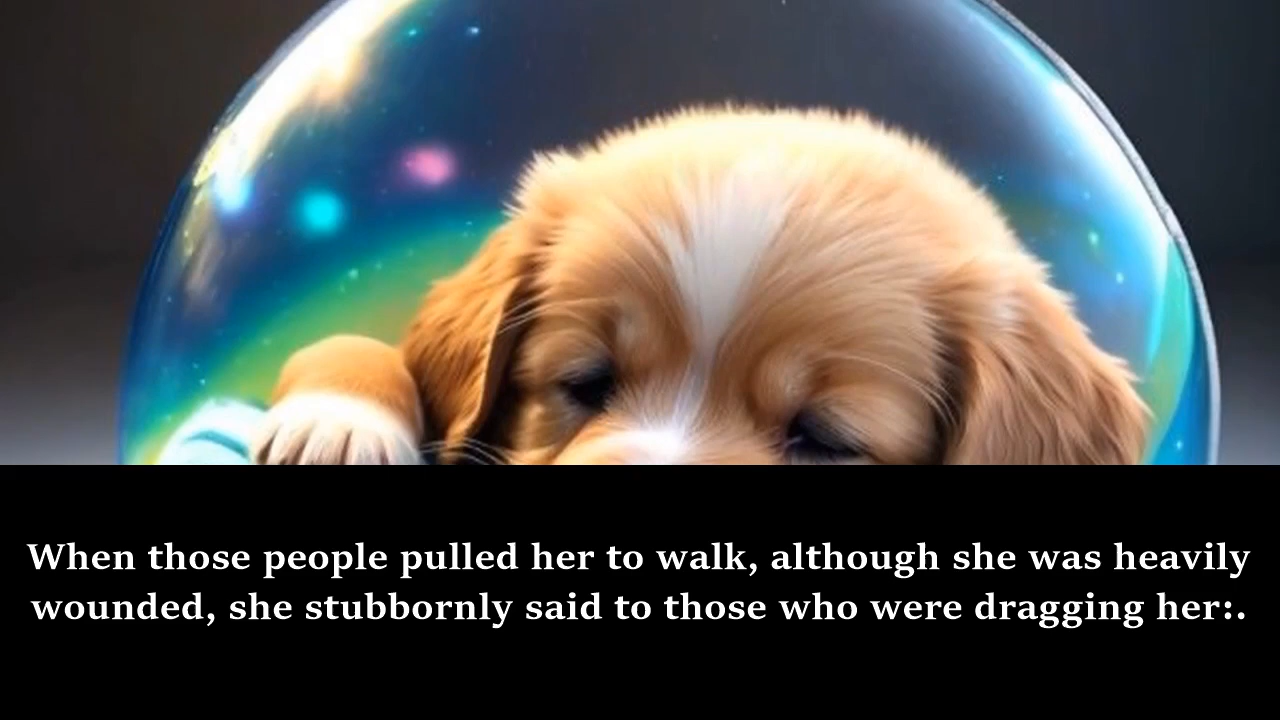 When those people pulled her to walk, although she was heavily
wounded, she stubbornly said to those who were dragging her:.